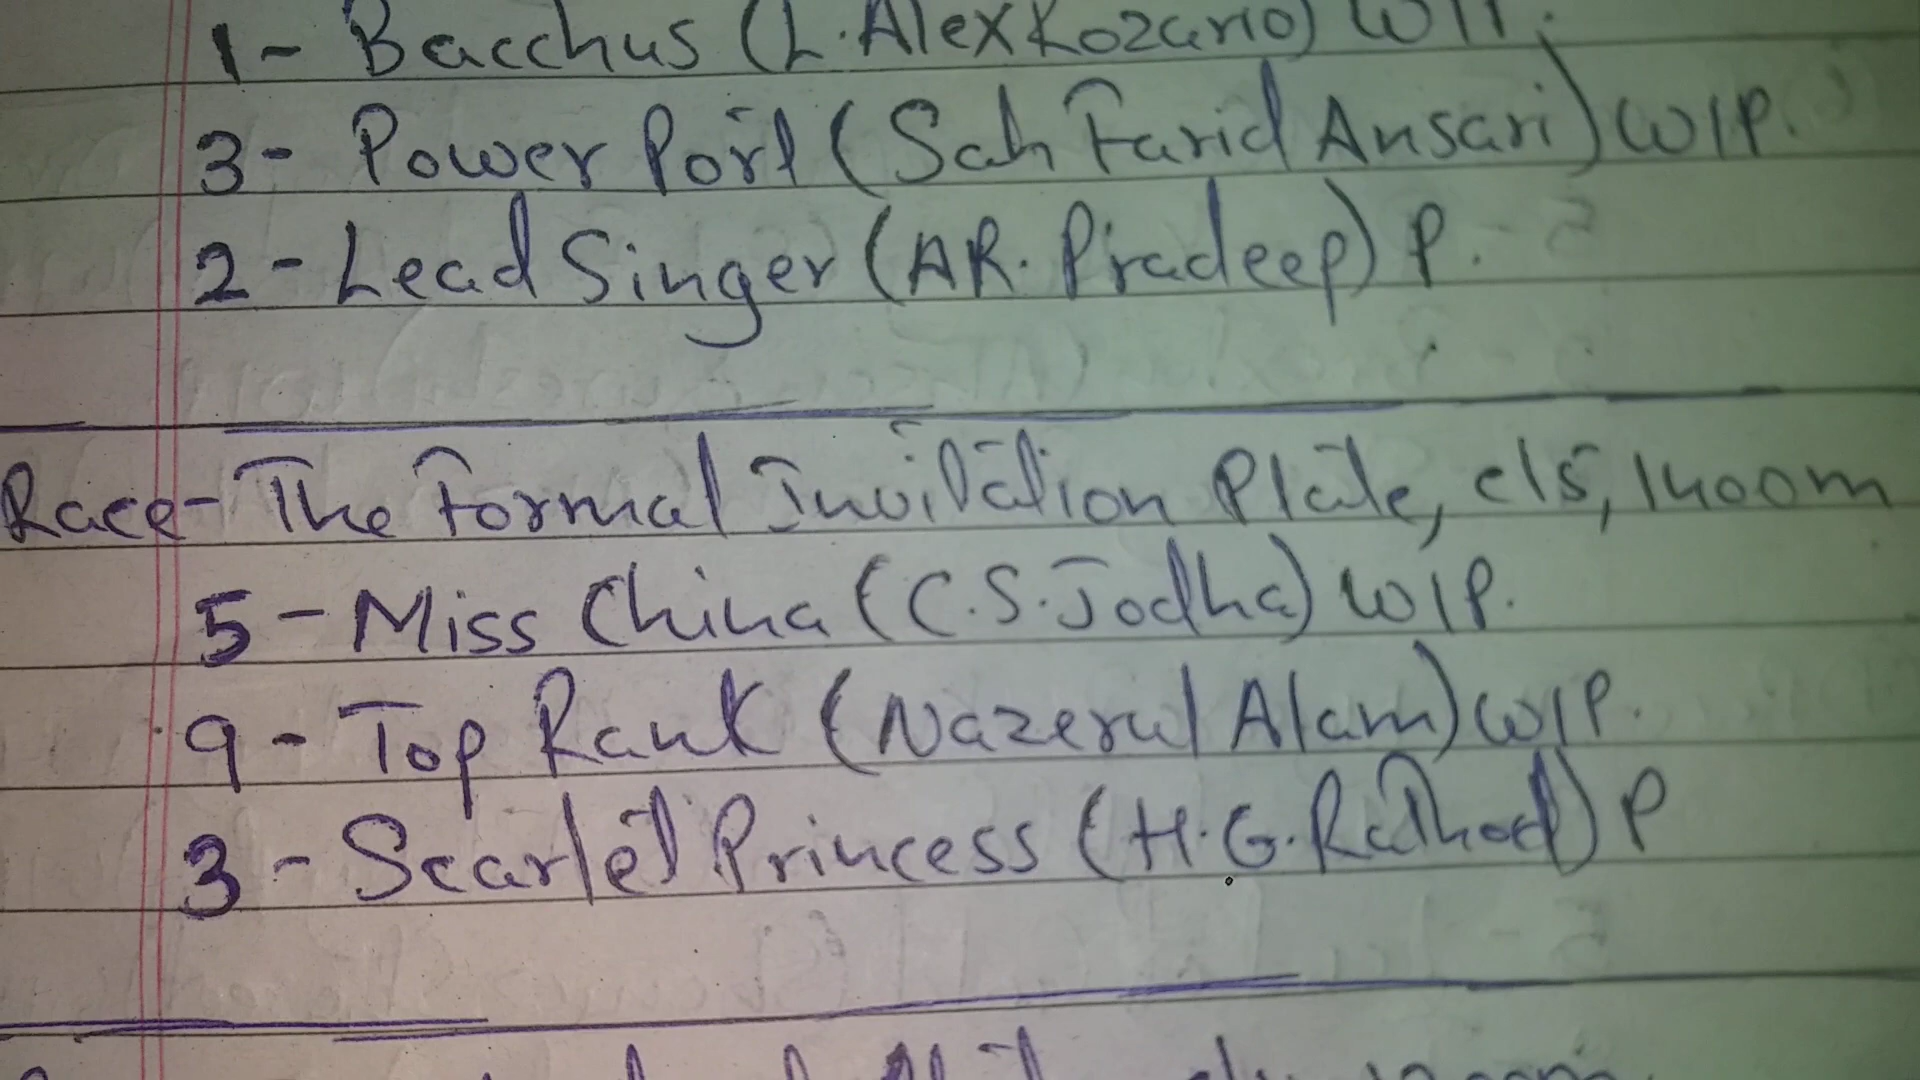 1- Bacchus (L. Alex Rozario) W/P.
3- Power Port (Sah Farid Ansari) W/P.
2- Lead Singer (AR. Pradeep) P.
Race- The Formal Invitation Plate, cl5, 1400m
5- Miss China (C.S. Jodha) W/P.
9- Top Rank (Nazerul Alam) W/P.
3- Scarlet Princess (H.G. Rathod) P